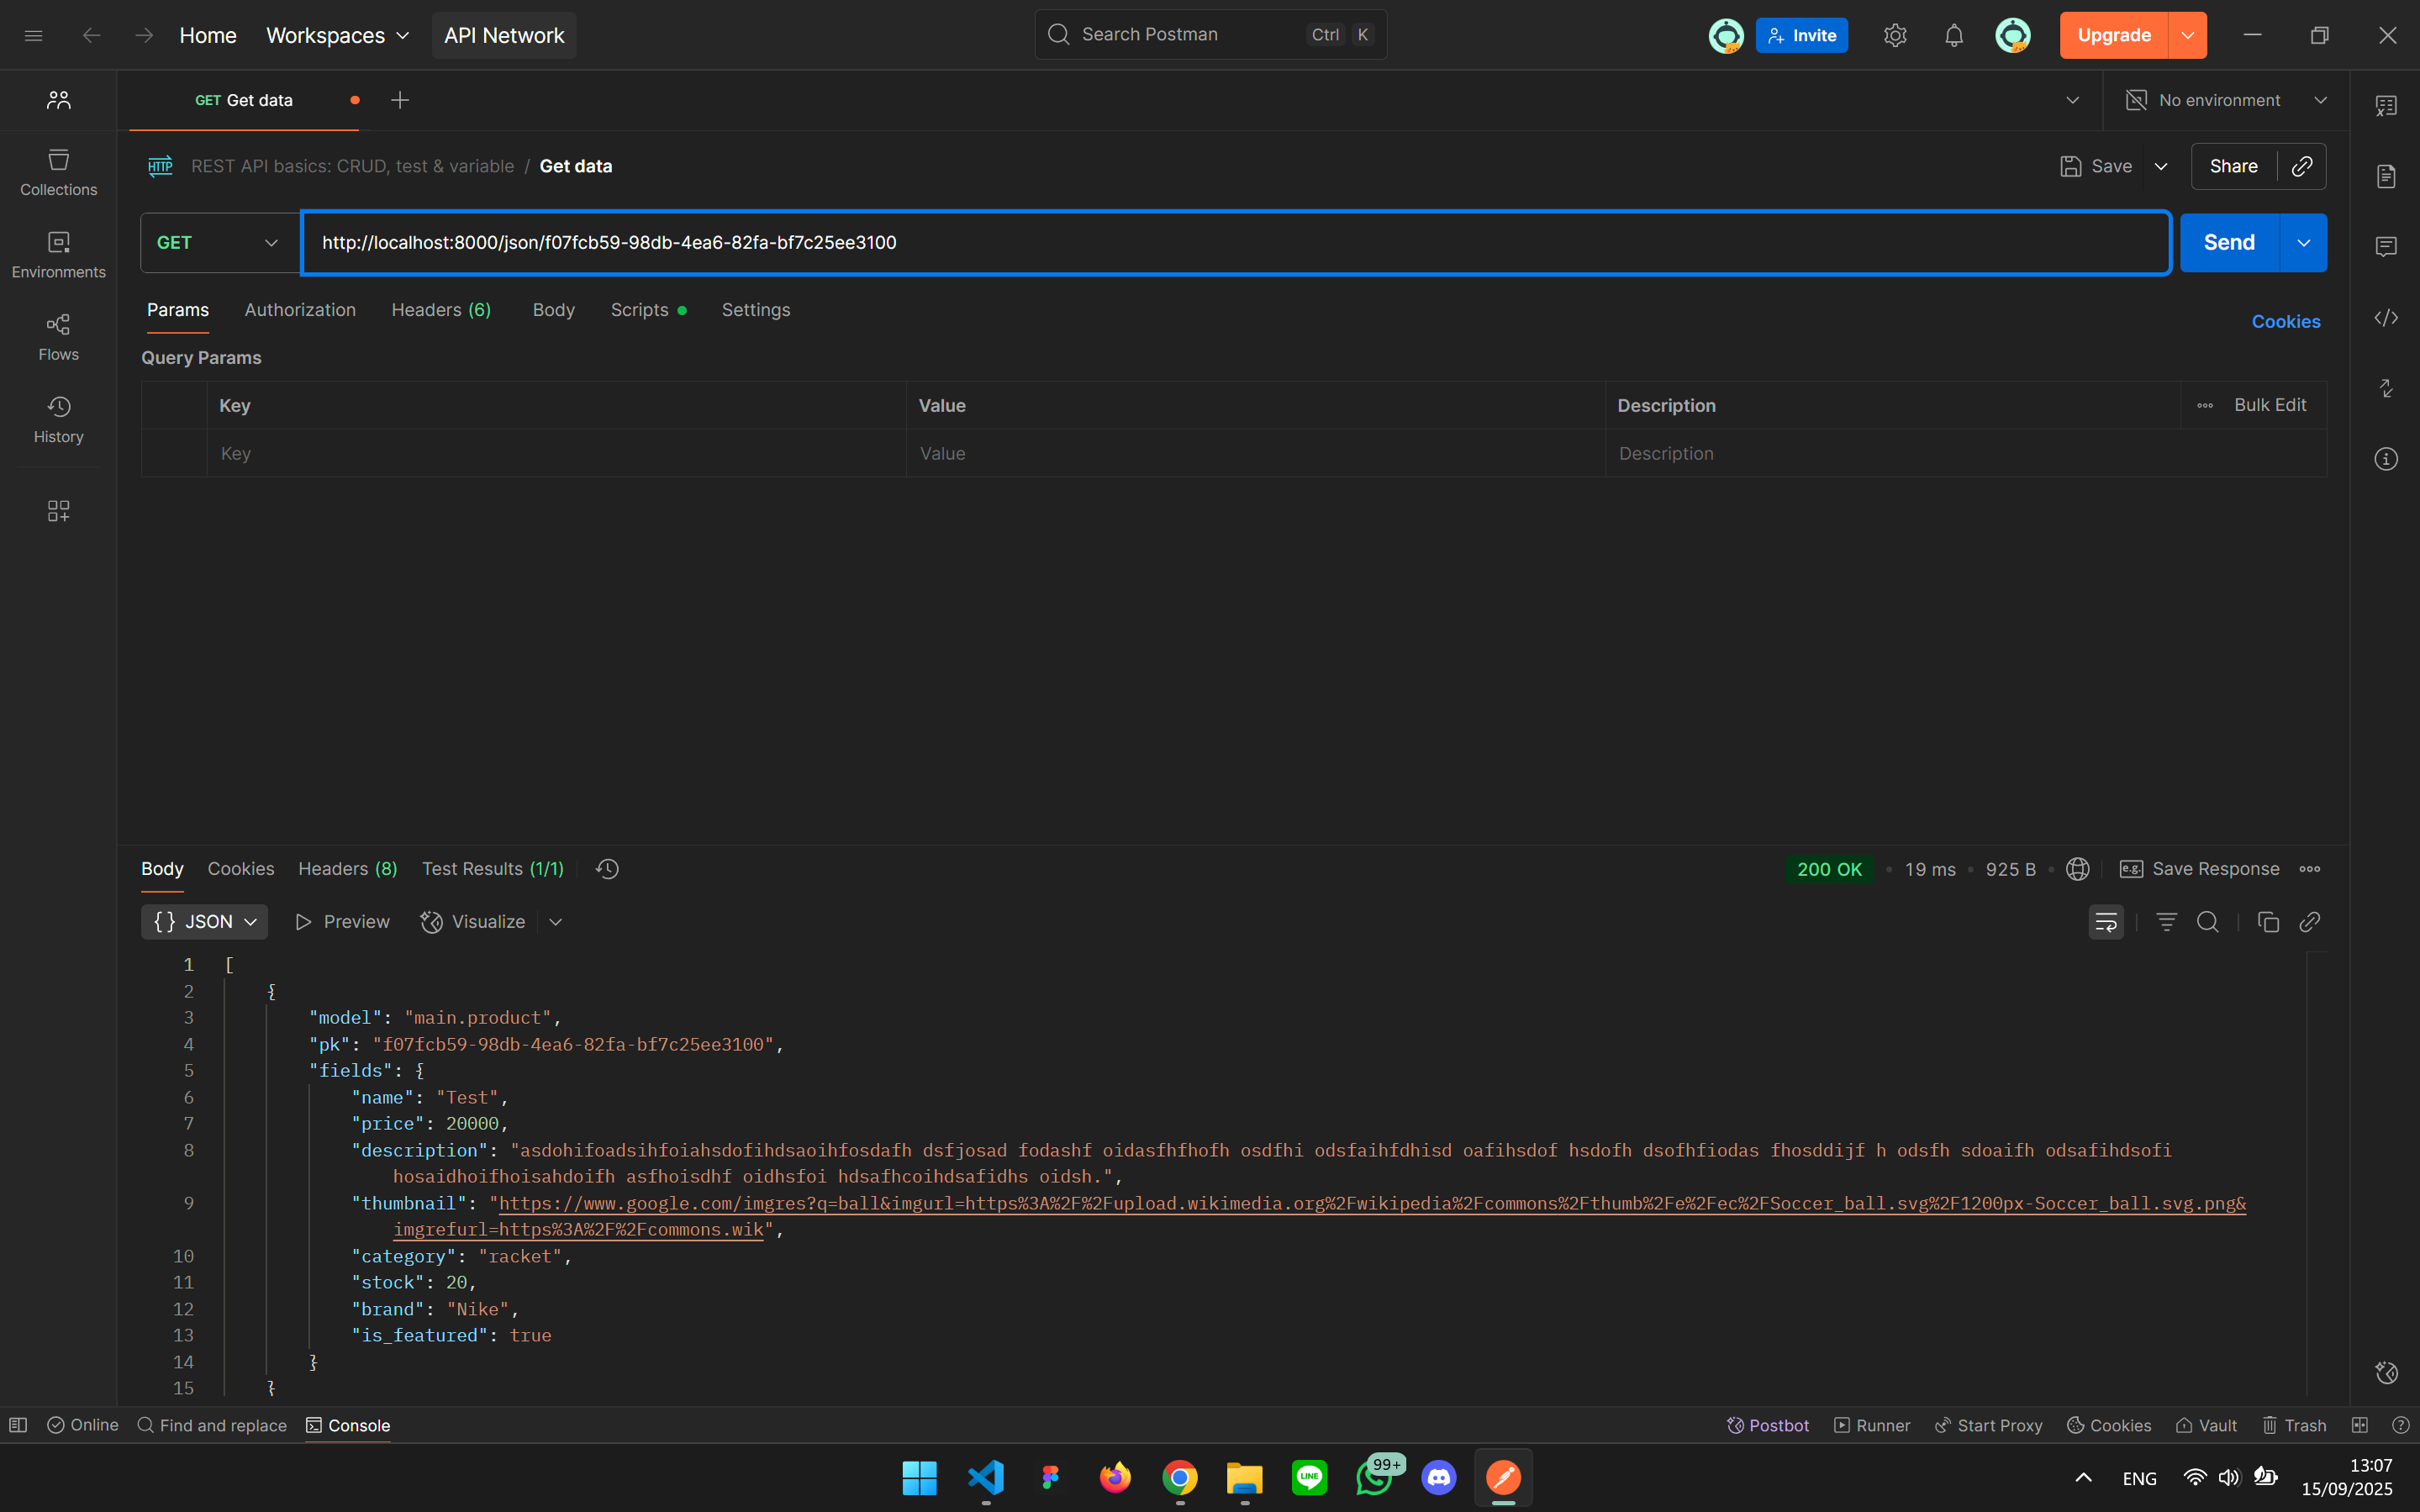 Home Workspaces API Network Search Postman Ctrl K Invite Upgrade
GET Get data No environment
HTTP REST API basics: CRUD, test & variable / Get data Save Share
Collections
GET http://localhost:8000/json/f07fcb59-98db-4ea6-82fa-bf7c25ee3100 Send
Environments
Params Authorization Headers (6) Body Scripts Settings Cookies
Flows
Query Params
Key Value Description Bulk Edit
History
Key Value Description
Body Cookies Headers (8) Test Results (1/1) 200 OK 19 ms 925 B e.g. Save Response
{} JSON Preview Visualize
1 [
2 {
3 "model": "main.product",
4 "pk": "f07fcb59-98db-4ea6-82fa-bf7c25ee3100",
5 "fields": {
6 "name": "Test",
7 "price": 20000,
8 "description": "asdohifoadsihfoiahsdofihdsaoihfosdafh dsfjosad fodashf oidasfhfhofh osdfhi odsfaihfdhisd oafihsdof hsdofh dsofhfiodas fhosddijf h odsfh sdoaifh odsafihdsofi
hosaidhoifhoisahdoifh asfhoisdhf oidhsfoi hdsafhcoihdsafidhs oidsh.",
9 "thumbnail": "https://www.google.com/imgres?q=ball&imgurl=https%3A%2F%2Fupload.wikimedia.org%2Fwikipedia%2Fcommons%2Fthumb%2Fe%2Fec%2FSoccer_ball.svg%2F1200px-Soccer_ball.svg.png&
imgrefurl=https%3A%2F%2Fcommons.wik",
10 "category": "racket",
11 "stock": 20,
12 "brand": "Nike",
13 "is_featured": true
14 }
15 }
Online Find and replace Console Postbot Runner Start Proxy Cookies Vault Trash
LINE 99+ ENG 13:07
15/09/2025